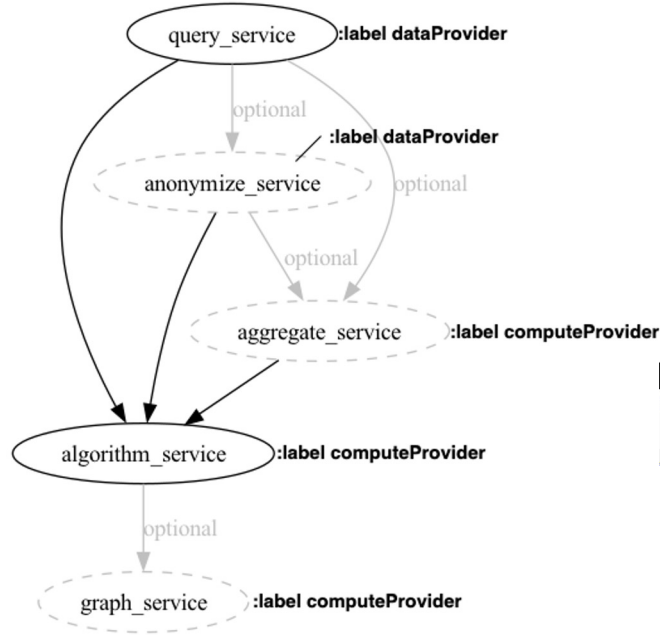 query_service :label dataProvider
optional
:label dataProvider
anonymize_service optional
optional
aggregate_service :label computeProvider
algorithm_service :label computeProvider
optional
graph_service :label computeProvider